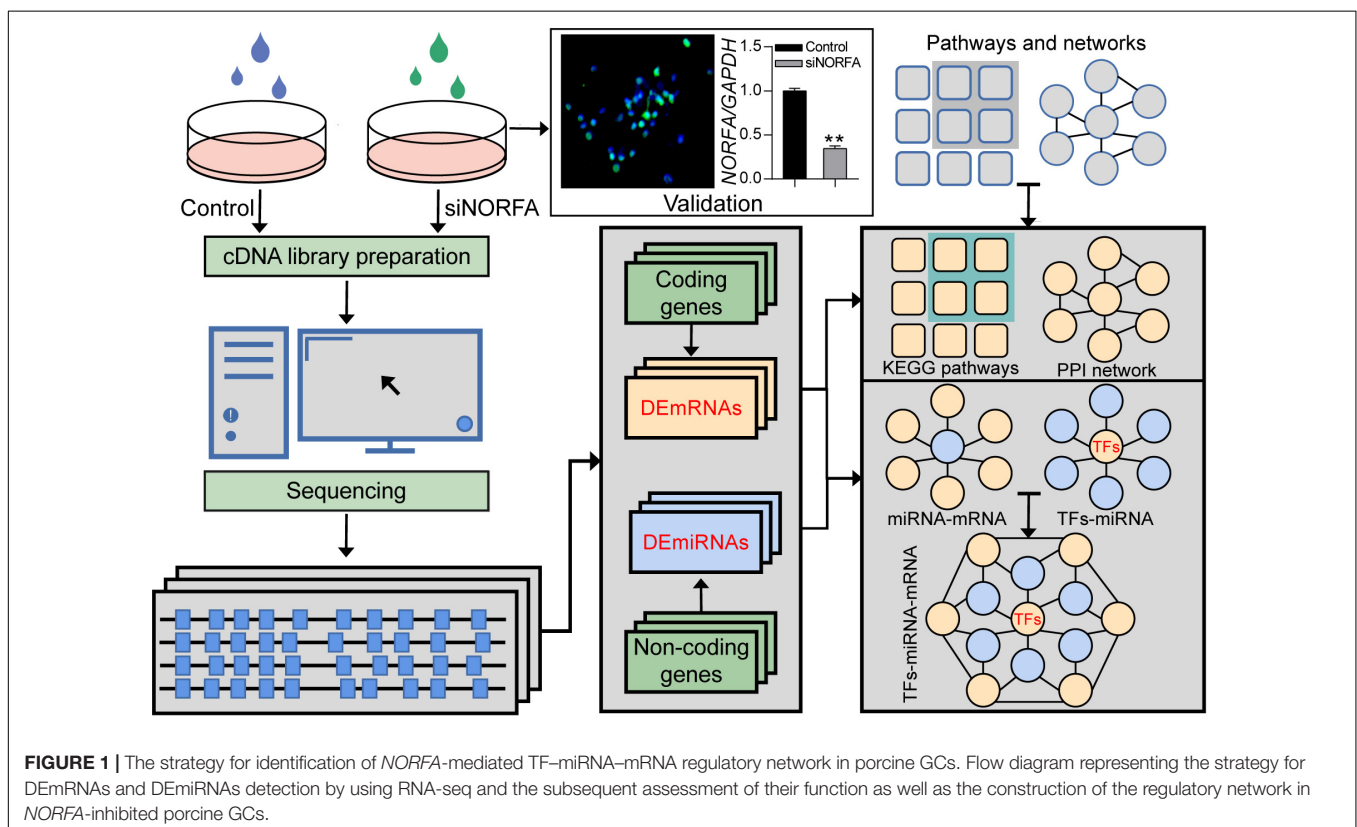 Control
siNORFA
NORFA/GAPDH
1.5
1.0
0.5
0.0
Control
siNORFA
**
Validation
Pathways and networks
cDNA library preparation
!
Sequencing
Coding
genes
DEmRNAs
DEmiRNAs
Non-coding
genes
KEGG pathways
PPI network
TFs
miRNA-mRNA
TFs-miRNA
TFs-miRNA-mRNA
TFs
FIGURE 1 | The strategy for identification of NORFA-mediated TF–miRNA–mRNA regulatory network in porcine GCs. Flow diagram representing the strategy for
DEmRNAs and DEmiRNAs detection by using RNA-seq and the subsequent assessment of their function as well as the construction of the regulatory network in
NORFA-inhibited porcine GCs.